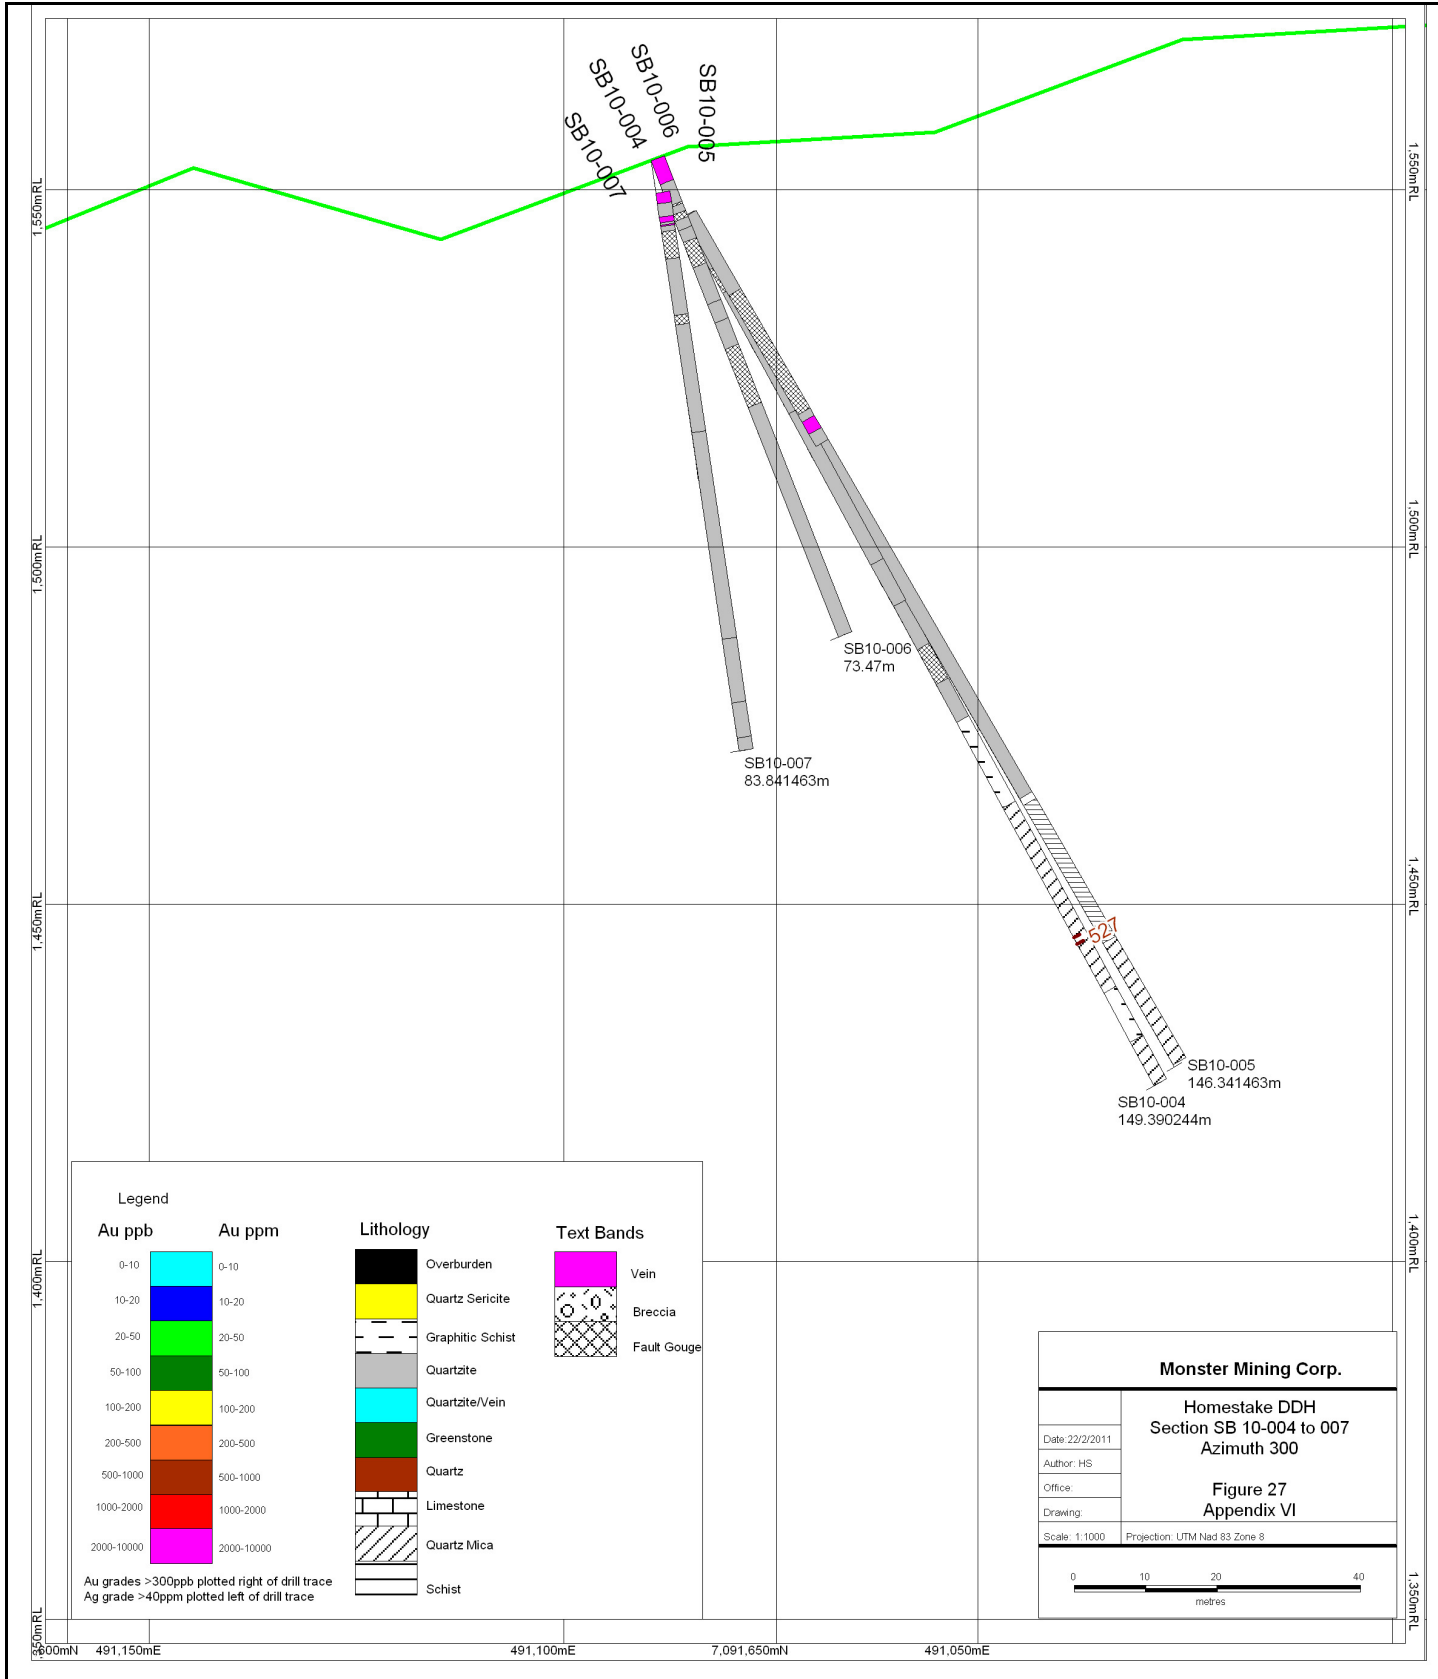 SB10-007
SB10-004
SB10-006
SB10-005
1,550mRL
1,550mRL
1,500mRL
1,500mRL
1,450mRL
1,450mRL
1,400mRL
1,400mRL
1,350mRL
350mRL
SB10-006
73.47m
SB10-007
83.841463m
527
SB10-005
146.341463m
SB10-004
149.390244m
Legend
Au ppb
Au ppm
0-10
0-10
10-20
10-20
20-50
20-50
50-100
50-100
100-200
100-200
200-500
200-500
500-1000
500-1000
1000-2000
1000-2000
2000-10000
2000-10000
Au grades >300ppb plotted right of drill trace
Ag grade >40ppm plotted left of drill trace
Lithology
Overburden
Quartz Sericite
Graphitic Schist
Quartzite
Quartzite/Vein
Greenstone
Quartz
Limestone
Quartz Mica
Schist
Text Bands
Vein
Breccia
Fault Gouge
Monster Mining Corp.
Homestake DDH
Section SB 10-004 to 007
Azimuth 300
Figure 27
Appendix VI
Date:22/2/2011
Author: HS
Office:
Drawing:
Scale: 1:1000
Projection: UTM Nad 83 Zone 8
0 10 20 40
metres
600mN
491,150mE
491,100mE
7,091,650mN
491,050mE